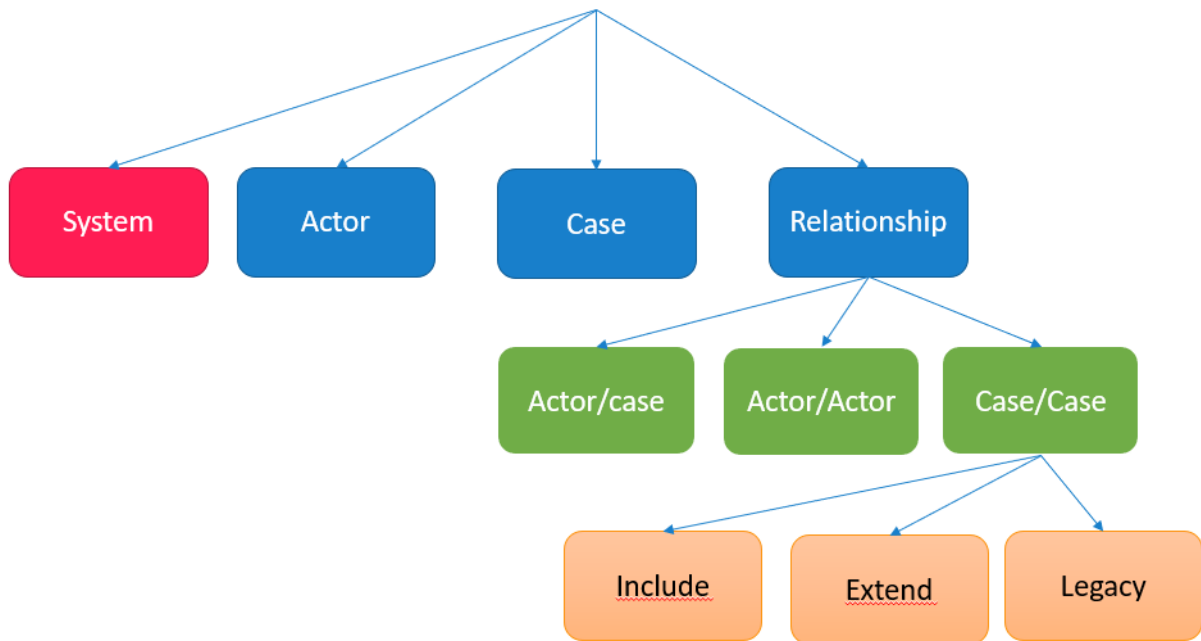 System
Actor
Case
Relationship
Actor/case
Actor/Actor
Case/Case
Include
Extend
Legacy